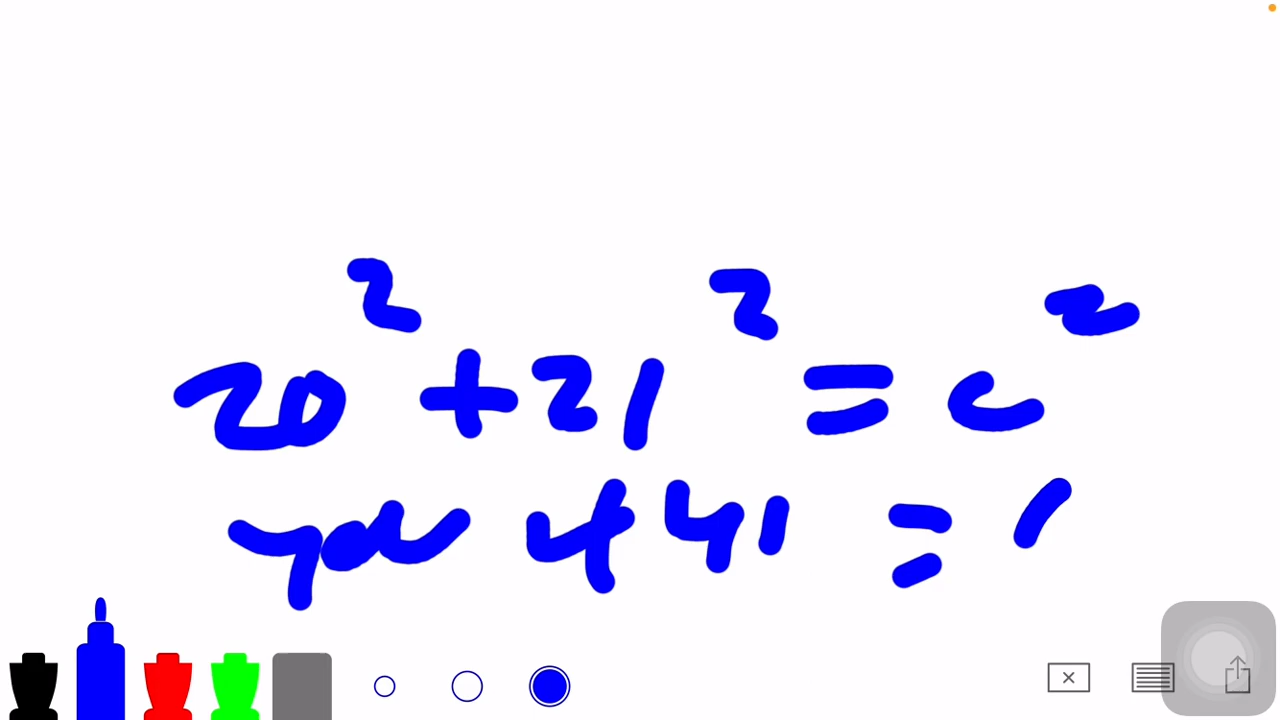 20² + 21² = c²
400 + 441 =